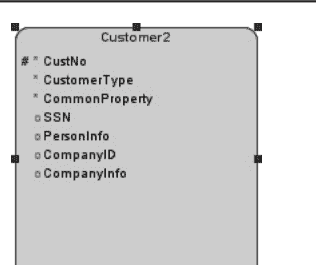 Customer2
# * CustNo
* CustomerType
* CommonProperty
o SSN
o PersonInfo
o CompanyID
o CompanyInfo